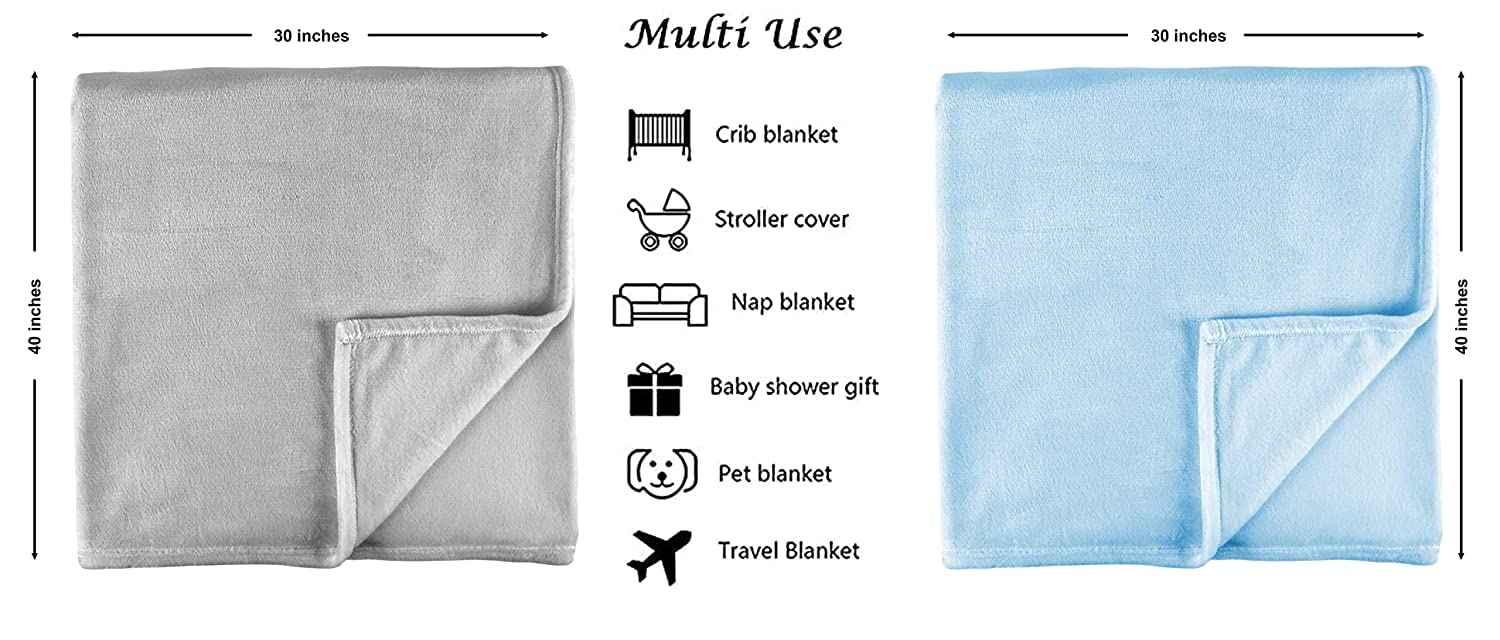 30 inches
40 inches
Multi Use
Crib blanket
Stroller cover
Nap blanket
Baby shower gift
Pet blanket
Travel Blanket
30 inches
40 inches